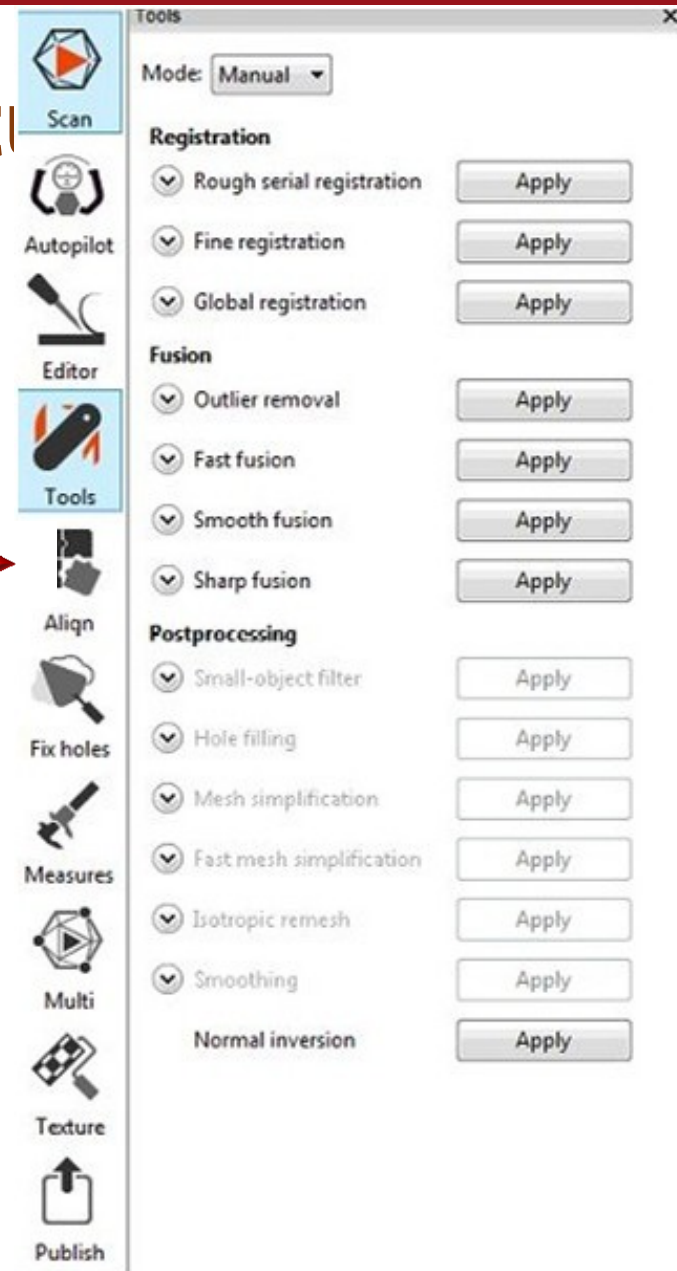 Tools
Scan
Autopilot
Editor
Tools
Align
Fix holes
Measures
Multi
Texture
Publish
Mode: Manual
Registration
Rough serial registration Apply
Fine registration Apply
Global registration Apply
Fusion
Outlier removal Apply
Fast fusion Apply
Smooth fusion Apply
Sharp fusion Apply
Postprocessing
Small-object filter Apply
Hole filling Apply
Mesh simplification Apply
Fast mesh simplification Apply
Isotropic remesh Apply
Smoothing Apply
Normal inversion Apply